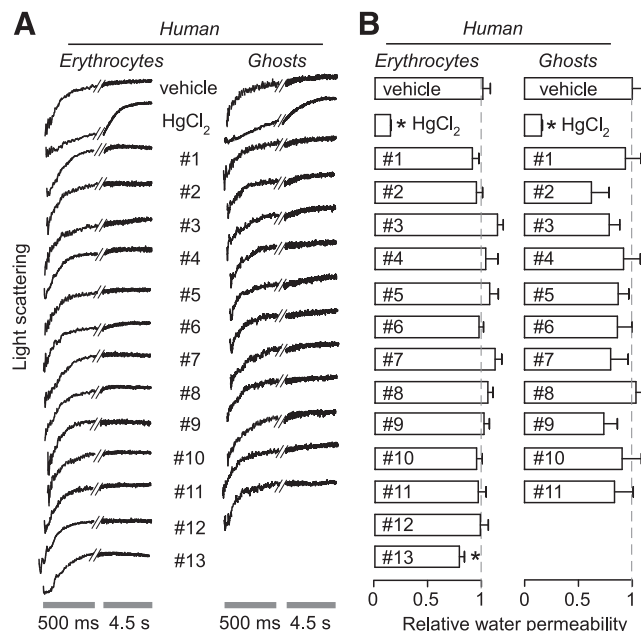 A
Human
Erythrocytes
Ghosts
vehicle
HgCl2
#1
#2
#3
#4
#5
#6
#7
#8
#9
#10
#11
#12
#13
Light scattering
500 ms
4.5 s
500 ms
4.5 s
B
Human
Erythrocytes
Ghosts
vehicle
* HgCl2
#1
#2
#3
#4
#5
#6
#7
#8
#9
#10
#11
#12
#13 *
0
0.5
1
vehicle
* HgCl2
#1
#2
#3
#4
#5
#6
#7
#8
#9
#10
#11
0
0.5
1
Relative water permeability